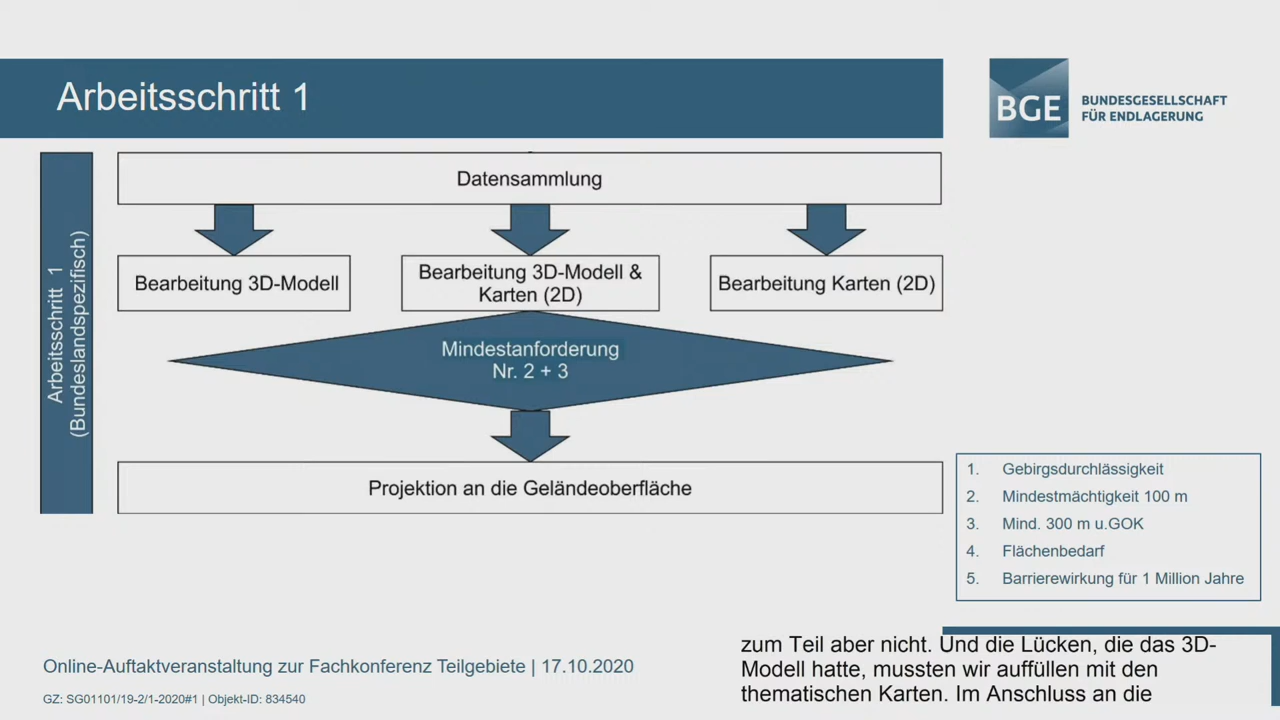 Arbeitsschritt 1
BGE
BUNDESGESELLSCHAFT
FÜR ENDLAGERUNG
Arbeitsschritt 1
(Bundeslandspezifisch)
Datensammlung
Bearbeitung 3D-Modell
Bearbeitung 3D-Modell &
Karten (2D)
Bearbeitung Karten (2D)
Mindestanforderung
Nr. 2 + 3
Projektion an die Geländeoberfläche
1. Gebirgsdurchlässigkeit
2. Mindestmächtigkeit 100 m
3. Mind. 300 m u.GOK
4. Flächenbedarf
5. Barrierewirkung für 1 Million Jahre
Online-Auftaktveranstaltung zur Fachkonferenz Teilgebiete | 17.10.2020
GZ: SG01101/19-2/1-2020#1 | Objekt-ID: 834540
zum Teil aber nicht. Und die Lücken, die das 3D-
Modell hatte, mussten wir auffüllen mit den
thematischen Karten. Im Anschluss an die